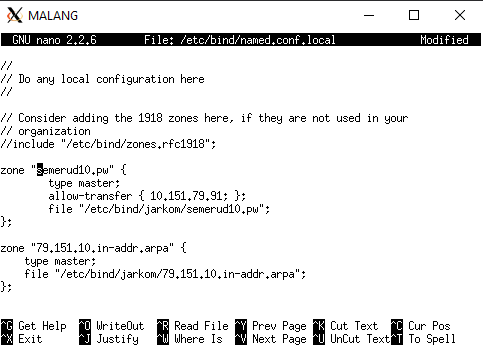 MALANG
GNU nano 2.2.6 File: /etc/bind/named.conf.local Modified
//
// Do any local configuration here
//
// Consider adding the 1918 zones here, if they are not used in your
// organization
//include "/etc/bind/zones.rfc1918";
zone "semerud10.pw" {
type master;
allow-transfer { 10.151.79.91; };
file "/etc/bind/jarkom/semerud10.pw";
};
zone "79.151.10.in-addr.arpa" {
type master;
file "/etc/bind/jarkom/79.151.10.in-addr.arpa";
};
^G Get Help ^O WriteOut ^R Read File ^Y Prev Page ^K Cut Text ^C Cur Pos
^X Exit ^J Justify ^W Where Is ^V Next Page ^U UnCut Text ^T To Spell